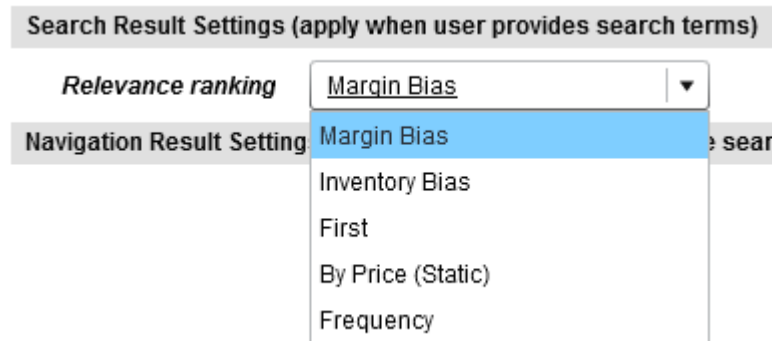 Search Result Settings (apply when user provides search terms)
Relevance ranking Margin Bias
Margin Bias
Navigation Result Setting sear
Inventory Bias
First
By Price (Static)
Frequency